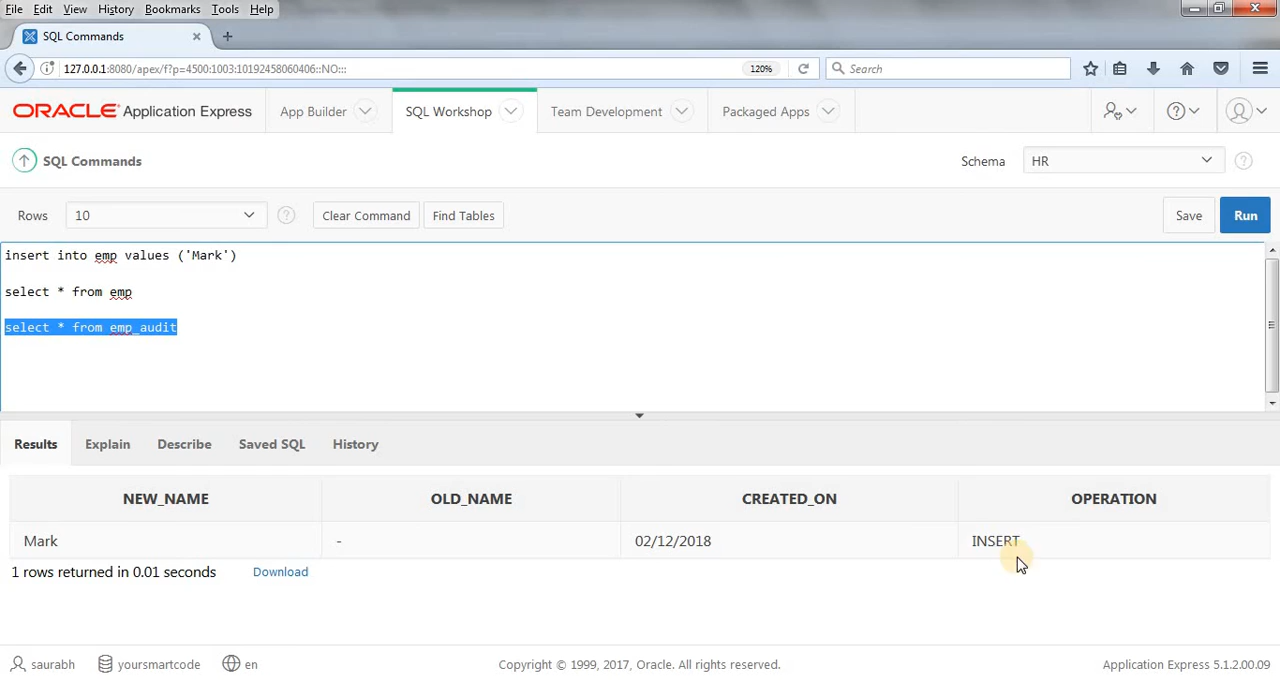 File Edit View History Bookmarks Tools Help
SQL Commands
127.0.0.1:8080/apex/f?p=4500:1003:10192458060406::NO::: 120% Search
ORACLE Application Express App Builder SQL Workshop Team Development Packaged Apps
SQL Commands Schema HR
Rows 10 Clear Command Find Tables Save Run
insert into emp values ('Mark')
select * from emp
select * from emp_audit
Results Explain Describe Saved SQL History
NEW_NAME OLD_NAME CREATED_ON OPERATION
Mark - 02/12/2018 INSERT
1 rows returned in 0.01 seconds Download
saurabh yoursmartcode en Copyright © 1999, 2017, Oracle. All rights reserved. Application Express 5.1.2.00.09